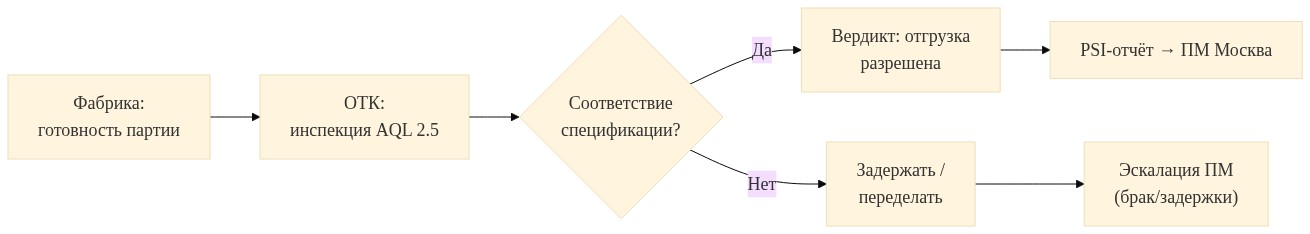 Фабрика:
готовность партии
ОТК:
инспекция AQL 2.5
Соответствие
спецификации?
Да
Вердикт: отгрузка
разрешена
PSI-отчёт → ПМ Москва
Нет
Задержать /
переделать
Эскалация ПМ
(брак/задержки)